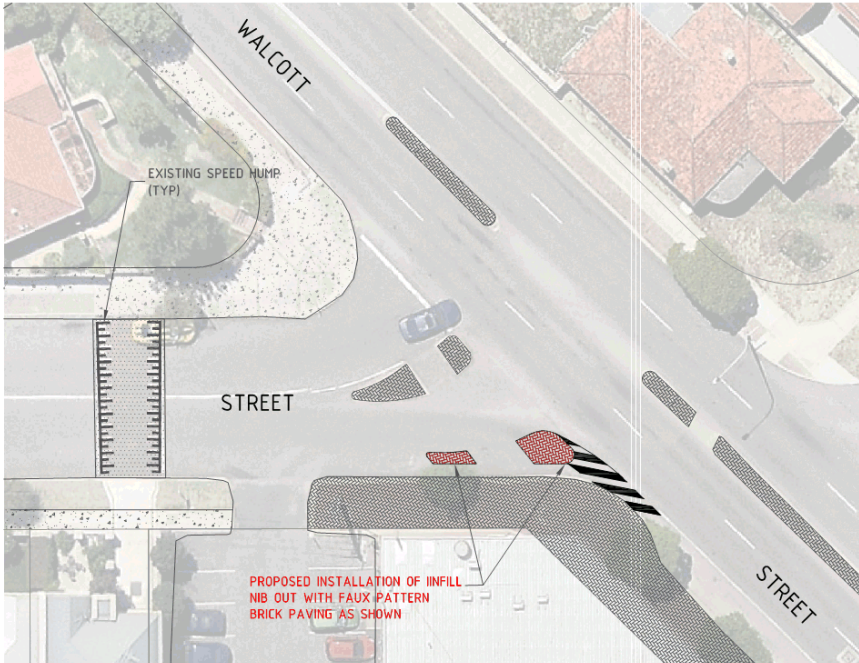 WALCOTT
EXISTING SPEED HUMP
(TYP)
STREET
PROPOSED INSTALLATION OF IINFILL
NIB OUT WITH FAUX PATTERN
BRICK PAVING AS SHOWN
STREET